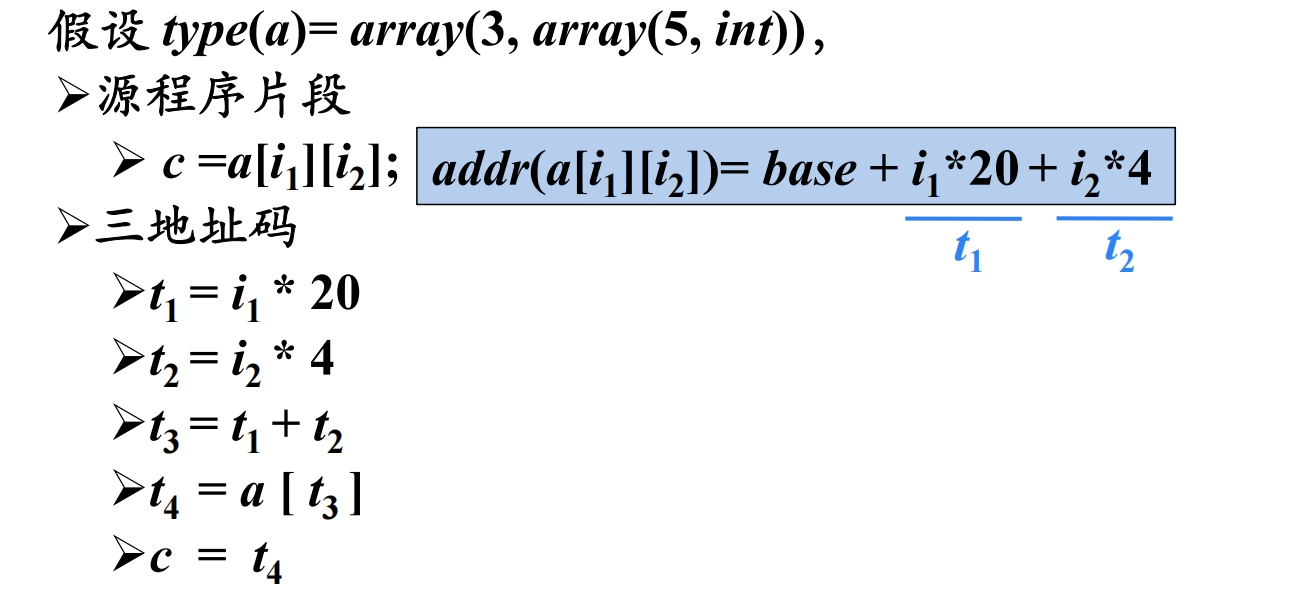 假设 type(a)= array(3, array(5, int)),
➢源程序片段
➢ c =a[i₁][i₂]; addr(a[i₁][i₂])= base + i₁*20 + i₂*4
t₁ t₂
➢三地址码
➢t₁ = i₁ * 20
➢t₂ = i₂ * 4
➢t₃ = t₁ + t₂
➢t₄ = a [ t₃ ]
➢c = t₄